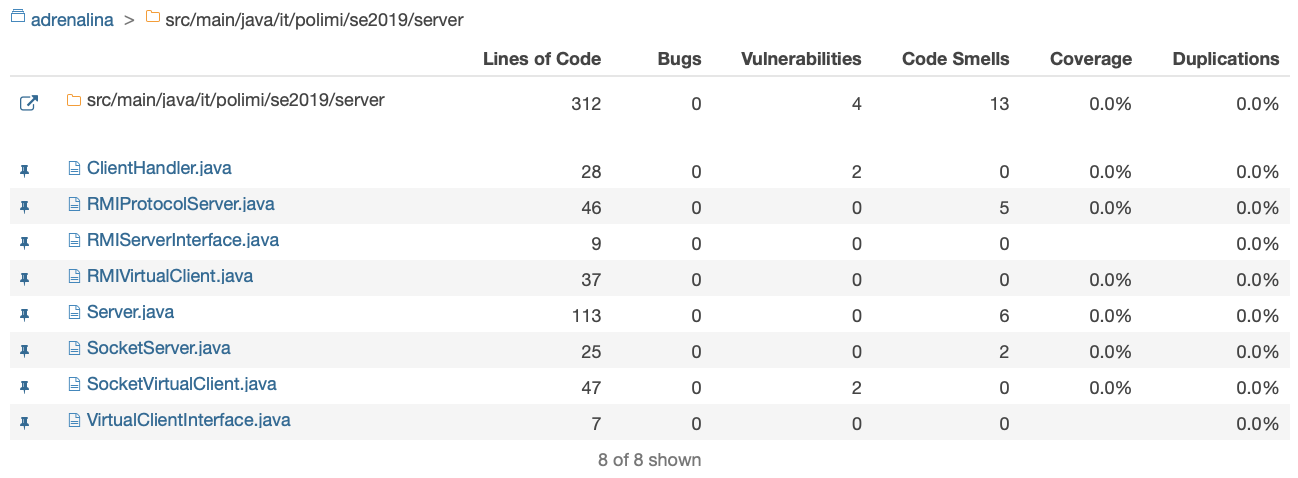 adrenalina > src/main/java/it/polimi/se2019/server
Lines of Code Bugs Vulnerabilities Code Smells Coverage Duplications
src/main/java/it/polimi/se2019/server 312 0 4 13 0.0% 0.0%
ClientHandler.java 28 0 2 0 0.0% 0.0%
RMIProtocolServer.java 46 0 0 5 0.0% 0.0%
RMIServerInterface.java 9 0 0 0 0.0%
RMIVirtualClient.java 37 0 0 0 0.0% 0.0%
Server.java 113 0 0 6 0.0% 0.0%
SocketServer.java 25 0 0 2 0.0% 0.0%
SocketVirtualClient.java 47 0 2 0 0.0% 0.0%
VirtualClientInterface.java 7 0 0 0 0.0%
8 of 8 shown